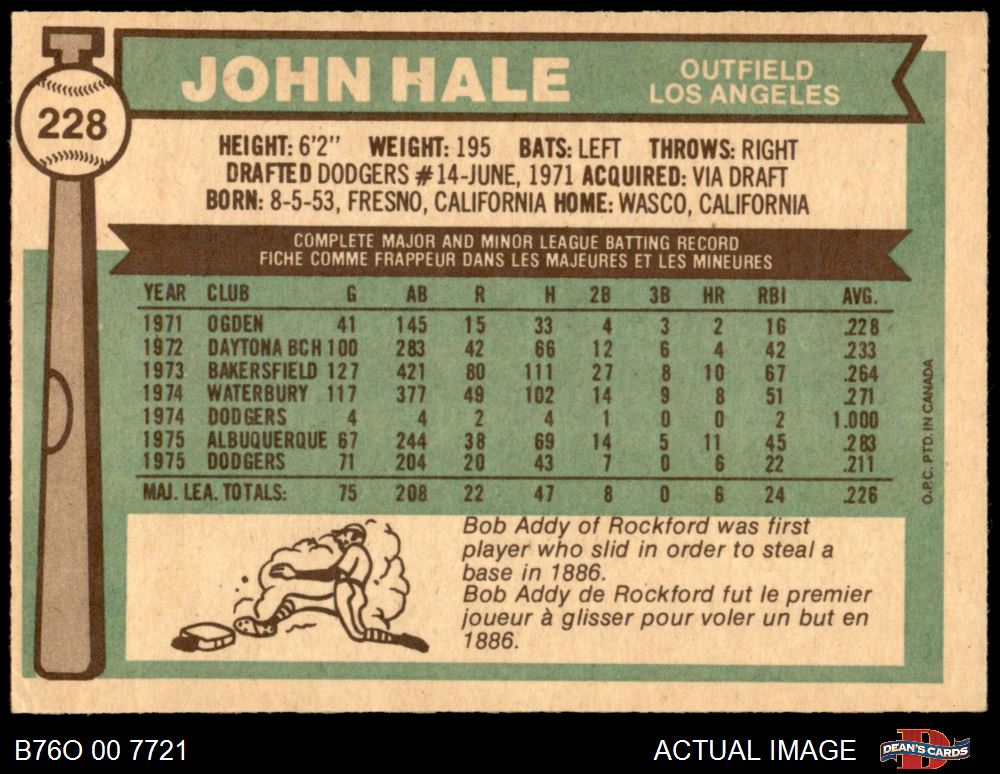 JOHN HALE
OUTFIELD
LOS ANGELES
228
HEIGHT: 6'2" WEIGHT: 195 BATS: LEFT THROWS: RIGHT
DRAFTED DODGERS #14-JUNE, 1971 ACQUIRED: VIA DRAFT
BORN: 8-5-53, FRESNO, CALIFORNIA HOME: WASCO, CALIFORNIA
COMPLETE MAJOR AND MINOR LEAGUE BATTING RECORD
FICHE COMME FRAPPEUR DANS LES MAJEURES ET LES MINEURES
YEAR CLUB G AB R H 2B 3B HR RBI AVG.
1971 OGDEN 41 145 15 33 4 3 2 16 .228
1972 DAYTONA BCH 100 283 42 66 12 6 4 42 .233
1973 BAKERSFIELD 127 421 80 111 27 8 10 67 .264
1974 WATERBURY 117 377 49 102 14 9 8 51 .271
1974 DODGERS 4 4 2 4 1 0 0 2 1.000
1975 ALBUQUERQUE 67 244 38 69 14 5 11 45 .283
1975 DODGERS 71 204 20 43 7 0 6 22 .211
MAJ. LEA. TOTALS: 75 208 22 47 8 0 6 24 .226
O.P.C. PTD. IN CANADA
Bob Addy of Rockford was first
player who slid in order to steal a
base in 1886.
Bob Addy de Rockford fut le premier
joueur à glisser pour voler un but en
1886.
B76O 00 7721
ACTUAL IMAGE
DEAN'S CARDS